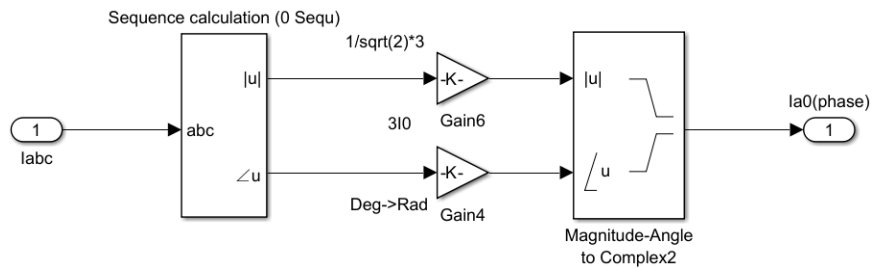 Sequence calculation (0 Sequ)
1/sqrt(2)*3
|u|
-K-
|u|
Ia0(phase)
1
abc
3I0
Gain6
1
Iabc
∠u
-K-
∠u
Deg->Rad
Gain4
Magnitude-Angle
to Complex2